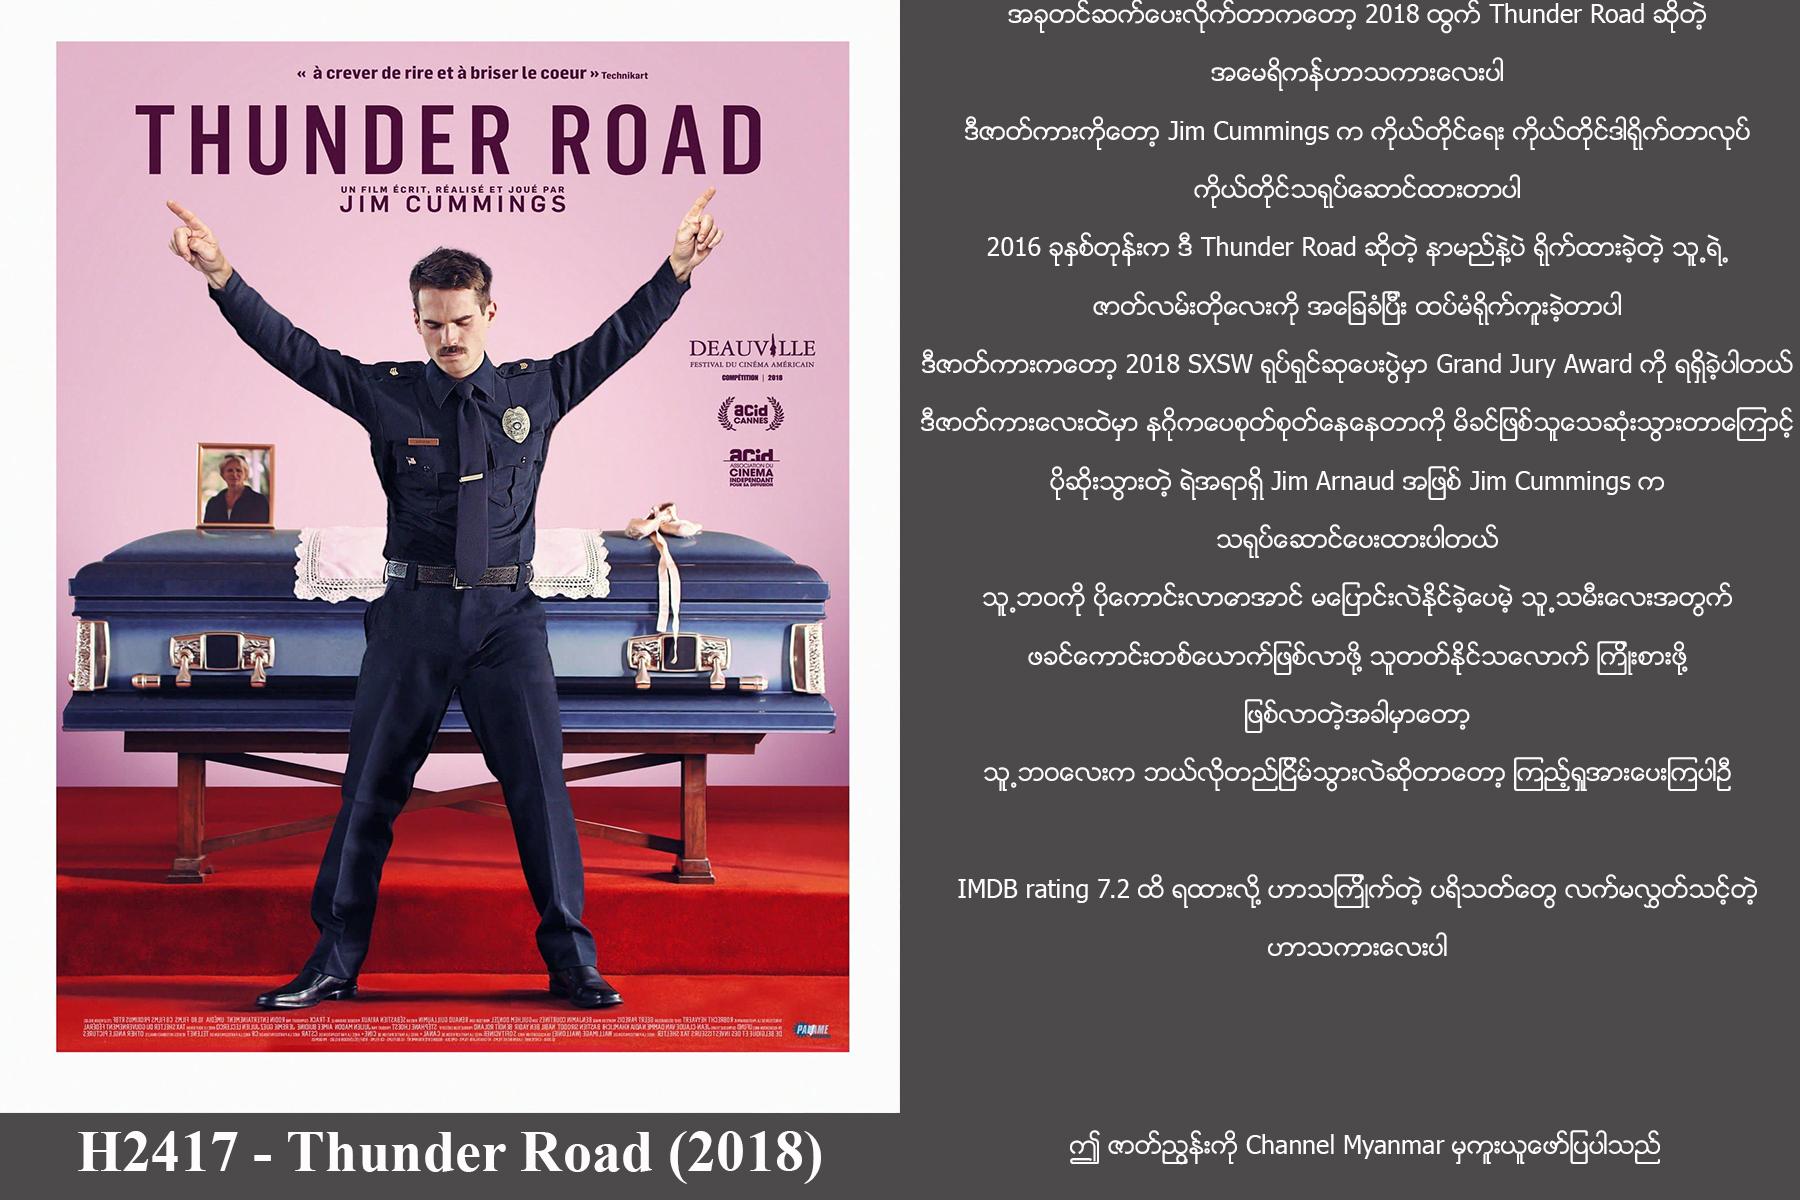 « à crever de rire et à briser le coeur » Technikart
THUNDER ROAD
UN FILM ÉCRIT, RÉALISÉ ET JOUÉ PAR
JIM CUMMINGS
DEAUVILLE
FESTIVAL DU CINÉMA AMÉRICAIN
COMPÉTITION | 2018
acid
CANNES
acid
ASSOCIATION DU
CINEMA
INDEPENDANT
POUR SA DIFFUSION
PANAME
H2417 - Thunder Road (2018)
အခုတင်ဆက်ပေးလိုက်တာကတော့ 2018 ထွက် Thunder Road ဆိုတဲ့
အမေရိကန်ဟာသကားလေးပါ
ဒီဇာတ်ကားကိုတော့ Jim Cummings က ကိုယ်တိုင်ရေး ကိုယ်တိုင်ဒါရိုက်တာလုပ်
ကိုယ်တိုင်သရုပ်ဆောင်ထားတာပါ
2016 ခုနှစ်တုန်းက ဒီ Thunder Road ဆိုတဲ့ နာမည်နဲ့ပဲ ရိုက်ထားခဲ့တဲ့ သူ့ရဲ့
ဇာတ်လမ်းတိုလေးကို အခြေခံပြီး ထပ်မံရိုက်ကူးခဲ့တာပါ
ဒီဇာတ်ကားကတော့ 2018 SXSW ရုပ်ရှင်ဆုပေးပွဲမှာ Grand Jury Award ကို ရရှိခဲ့ပါတယ်
ဒီဇာတ်ကားလေးထဲမှာ နဂိုကပေစုတ်စုတ်နေနေတာကို မိခင်ဖြစ်သူသေဆုံးသွားတာကြောင့်
ပိုဆိုးသွားတဲ့ ရဲအရာရှိ Jim Arnaud အဖြစ် Jim Cummings က
သရုပ်ဆောင်ပေးထားပါတယ်
သူ့ဘဝကို ပိုကောင်းလာအောင် မပြောင်းလဲနိုင်ခဲ့ပေမဲ့ သူ့သမီးလေးအတွက်
ဖခင်ကောင်းတစ်ယောက်ဖြစ်လာဖို့ သူတတ်နိုင်သလောက် ကြိုးစားဖို့
ဖြစ်လာတဲ့အခါမှာတော့
သူ့ဘဝလေးက ဘယ်လိုတည်ငြိမ်သွားလဲဆိုတာတော့ ကြည့်ရှုအားပေးကြပါဦး
IMDB rating 7.2 ထိ ရထားလို့ ဟာသကြိုက်တဲ့ ပရိသတ်တွေ လက်မလွှတ်သင့်တဲ့
ဟာသကားလေးပါ
ဤ ဇာတ်ညွှန်းကို Channel Myanmar မှကူးယူဖော်ပြပါသည်